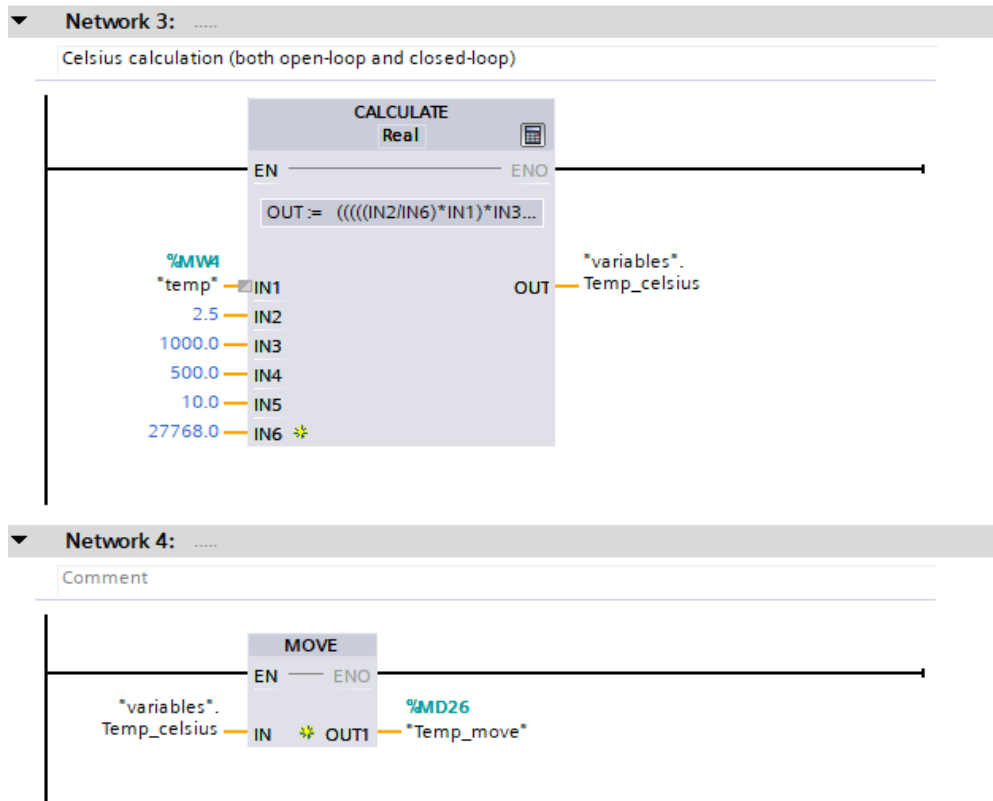 Network 3: .....
Celsius calculation (both open-loop and closed-loop)
CALCULATE
Real
EN ENO
OUT := (((((IN2/IN6)*IN1)*IN3...
%MW4
"temp" IN1
"variables".
OUT Temp_celsius
2.5 IN2
1000.0 IN3
500.0 IN4
10.0 IN5
27768.0 IN6
Network 4: .....
Comment
MOVE
EN ENO
"variables".
Temp_celsius IN
%MD26
OUT1 "Temp_move"